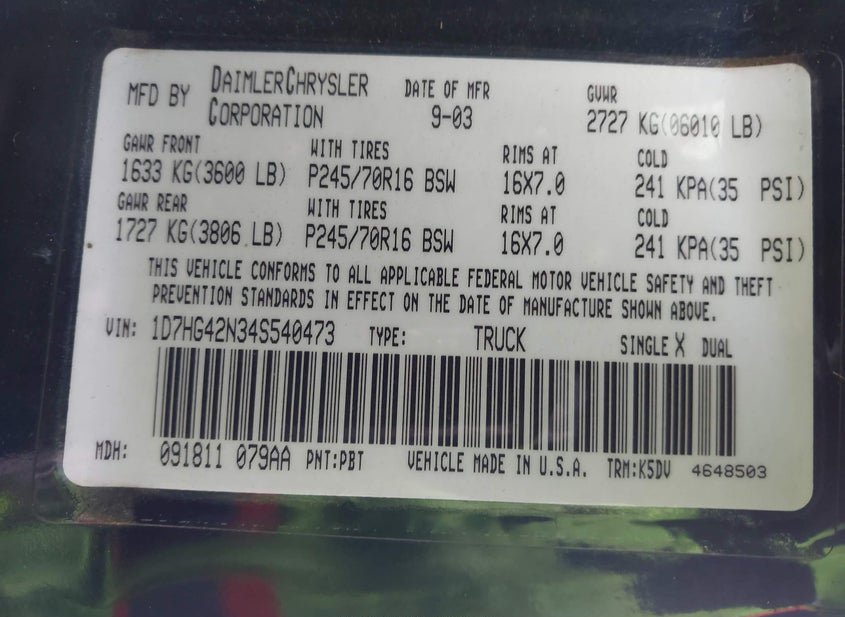 MFD BY DAIMLERCHRYSLER CORPORATION DATE OF MFR 9-03 GVWR 2727 KG(06010 LB)
GAWR FRONT WITH TIRES RIMS AT COLD
1633 KG(3600 LB) P245/70R16 BSW 16X7.0 241 KPA(35 PSI)
GAWR REAR WITH TIRES RIMS AT COLD
1727 KG(3806 LB) P245/70R16 BSW 16X7.0 241 KPA(35 PSI)
THIS VEHICLE CONFORMS TO ALL APPLICABLE FEDERAL MOTOR VEHICLE SAFETY AND THEFT
PREVENTION STANDARDS IN EFFECT ON THE DATE OF MANUFACTURE SHOWN ABOVE.
VIN: 1D7HG42N34S540473 TYPE: TRUCK SINGLE X DUAL
MDH: 091811 079AA PNT:PBT VEHICLE MADE IN U.S.A. TRM:K5DV 4648503